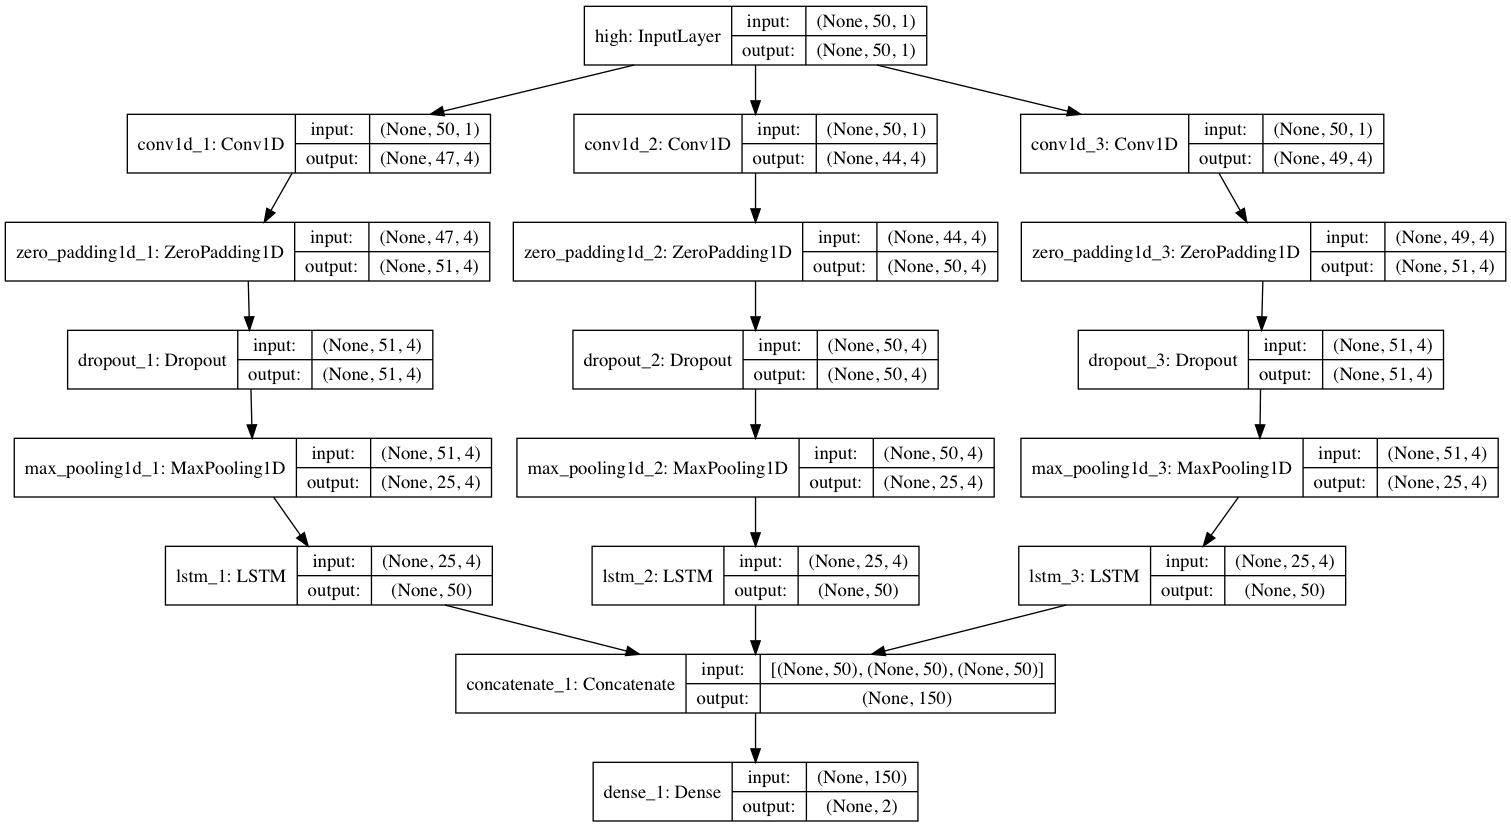 high: InputLayer
input: (None, 50, 1)
output: (None, 50, 1)
conv1d_1: Conv1D
input: (None, 50, 1)
output: (None, 47, 4)
conv1d_2: Conv1D
input: (None, 50, 1)
output: (None, 44, 4)
conv1d_3: Conv1D
input: (None, 50, 1)
output: (None, 49, 4)
zero_padding1d_1: ZeroPadding1D
input: (None, 47, 4)
output: (None, 51, 4)
zero_padding1d_2: ZeroPadding1D
input: (None, 44, 4)
output: (None, 50, 4)
zero_padding1d_3: ZeroPadding1D
input: (None, 49, 4)
output: (None, 51, 4)
dropout_1: Dropout
input: (None, 51, 4)
output: (None, 51, 4)
dropout_2: Dropout
input: (None, 50, 4)
output: (None, 50, 4)
dropout_3: Dropout
input: (None, 51, 4)
output: (None, 51, 4)
max_pooling1d_1: MaxPooling1D
input: (None, 51, 4)
output: (None, 25, 4)
max_pooling1d_2: MaxPooling1D
input: (None, 50, 4)
output: (None, 25, 4)
max_pooling1d_3: MaxPooling1D
input: (None, 51, 4)
output: (None, 25, 4)
lstm_1: LSTM
input: (None, 25, 4)
output: (None, 50)
lstm_2: LSTM
input: (None, 25, 4)
output: (None, 50)
lstm_3: LSTM
input: (None, 25, 4)
output: (None, 50)
concatenate_1: Concatenate
input: [(None, 50), (None, 50), (None, 50)]
output: (None, 150)
dense_1: Dense
input: (None, 150)
output: (None, 2)